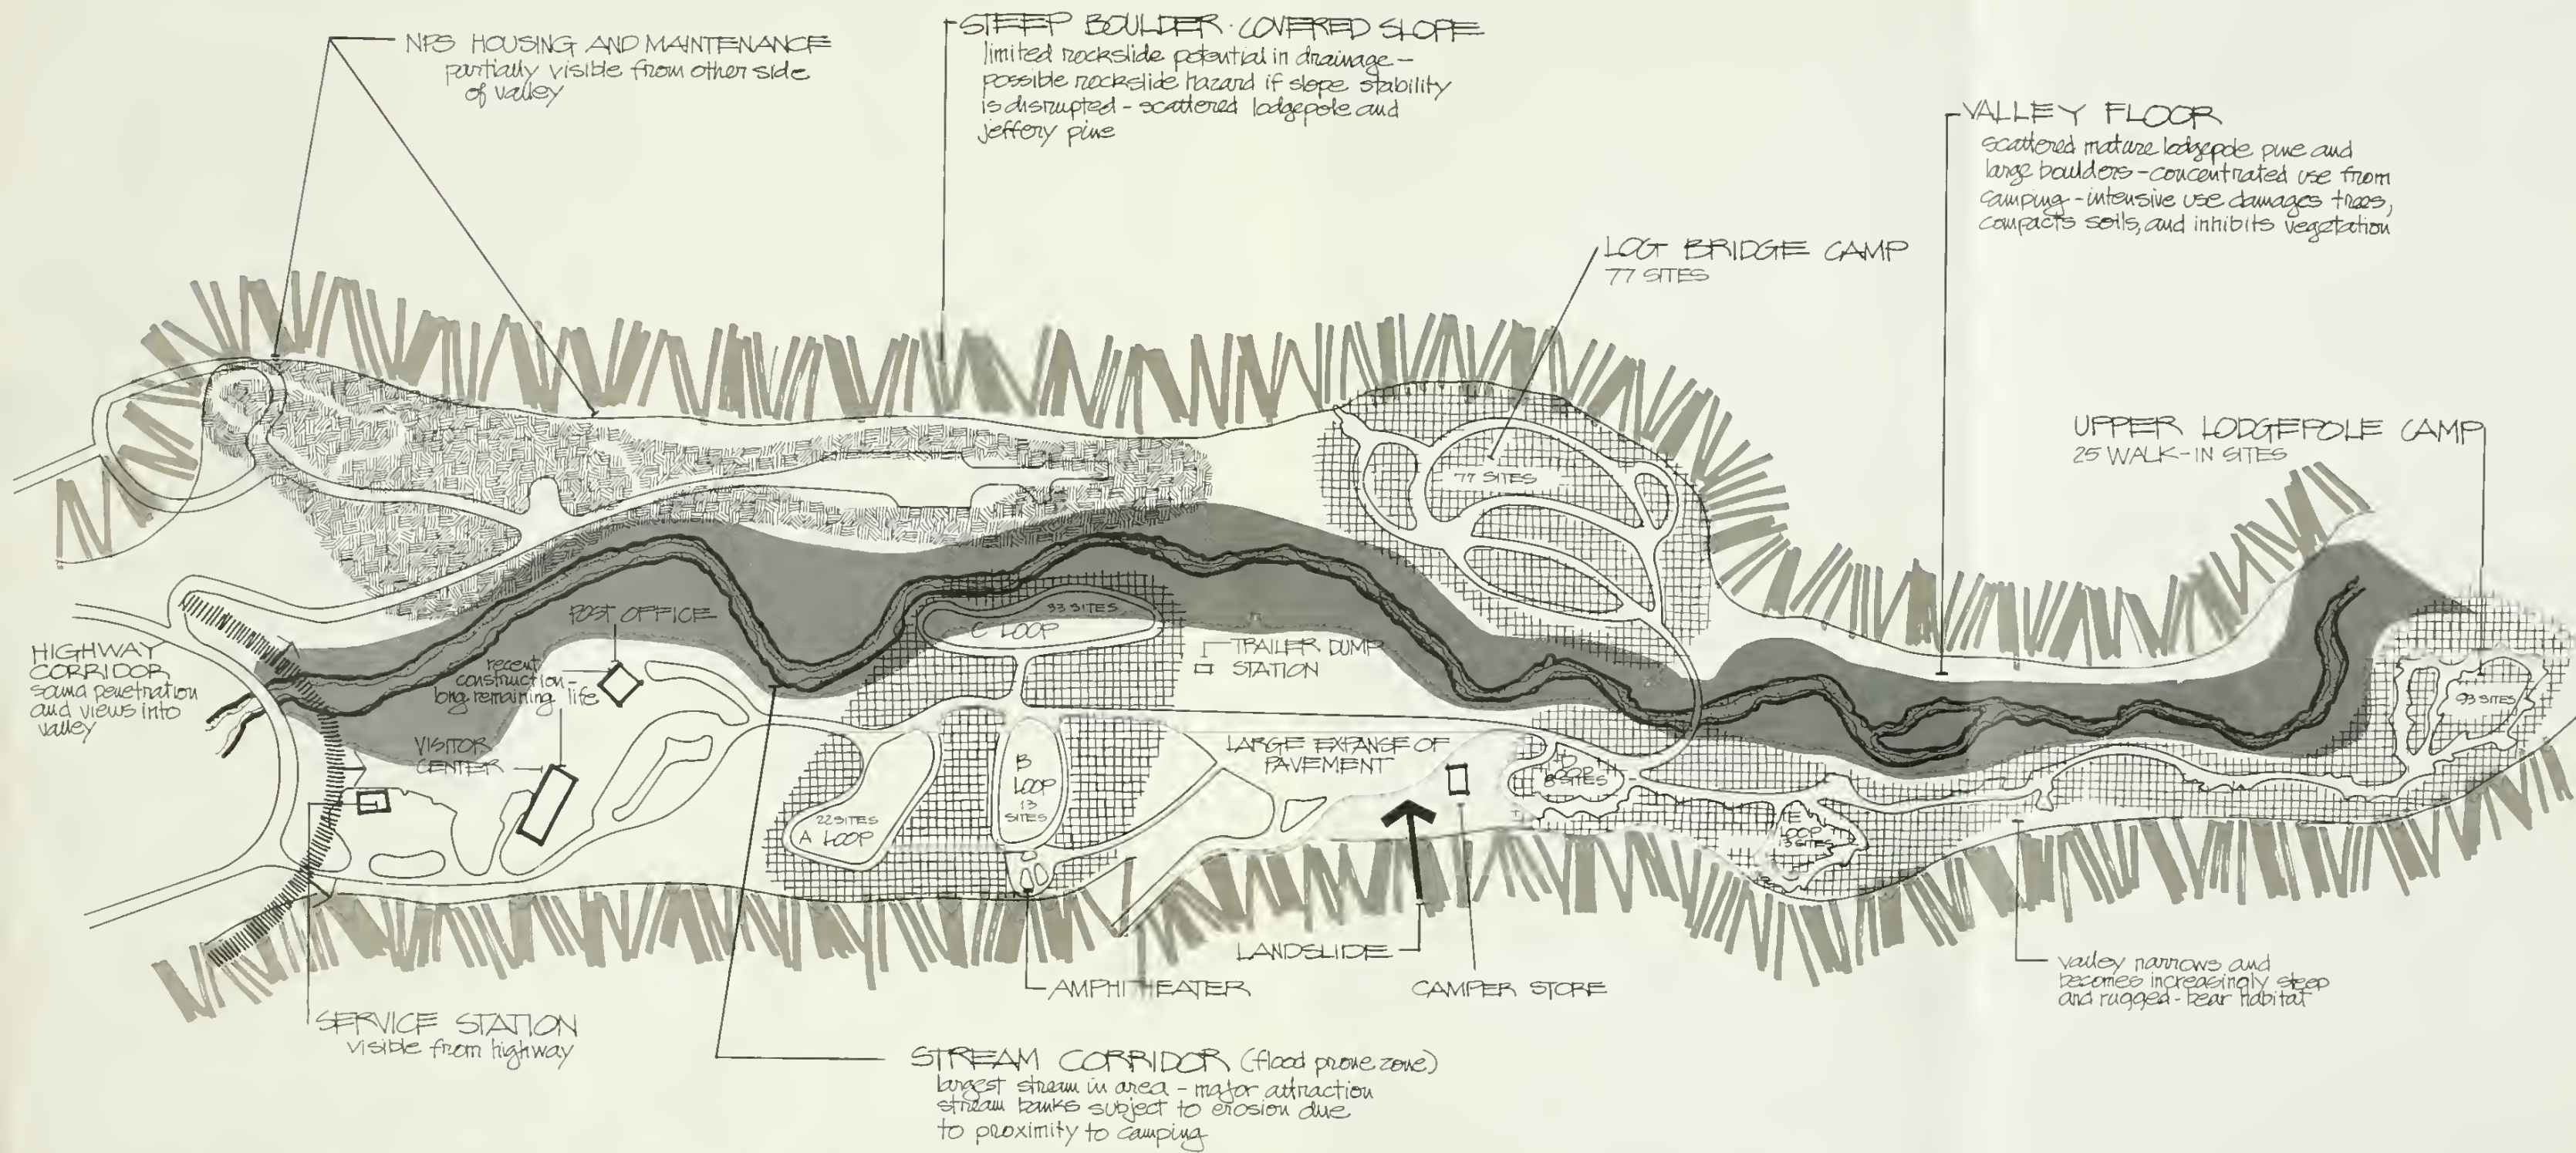 NPS HOUSING AND MAINTENANCE
partially visible from other side
of valley
STEEP BOULDER-COVERED SLOPE
limited rockslide potential in drainage -
possible rockslide hazard if slope stability
is disrupted - scattered lodgepole and
jeffery pine
VALLEY FLOOR
scattered mature lodgepole pine and
large boulders - concentrated use from
camping - intensive use damages trees,
compacts soils, and inhibits vegetation
LOG BRIDGE CAMP
77 SITES
UPPER LODGEPOLE CAMP
25 WALK-IN SITES
77 SITES
POST OFFICE
33 SITES
C LOOP
TRAILER DUMP
STATION
HIGHWAY
CORRIDOR
sound penetration
and views into
valley
recent
construction -
long remaining life
VISITOR
CENTER
93 SITES
LARGE EXPANSE OF
PAVEMENT
B
LOOP
13
SITES
22 SITES
A LOOP
LOOP
8 SITES
E
LOOP
13 SITES
LANDSLIDE
AMPHITHEATER
CAMPER STORE
valley narrows and
becomes increasingly steep
and rugged - bear habitat
SERVICE STATION
visible from highway
STREAM CORRIDOR (flood prone zone)
largest stream in area - major attraction
stream banks subject to erosion due
to proximity to camping